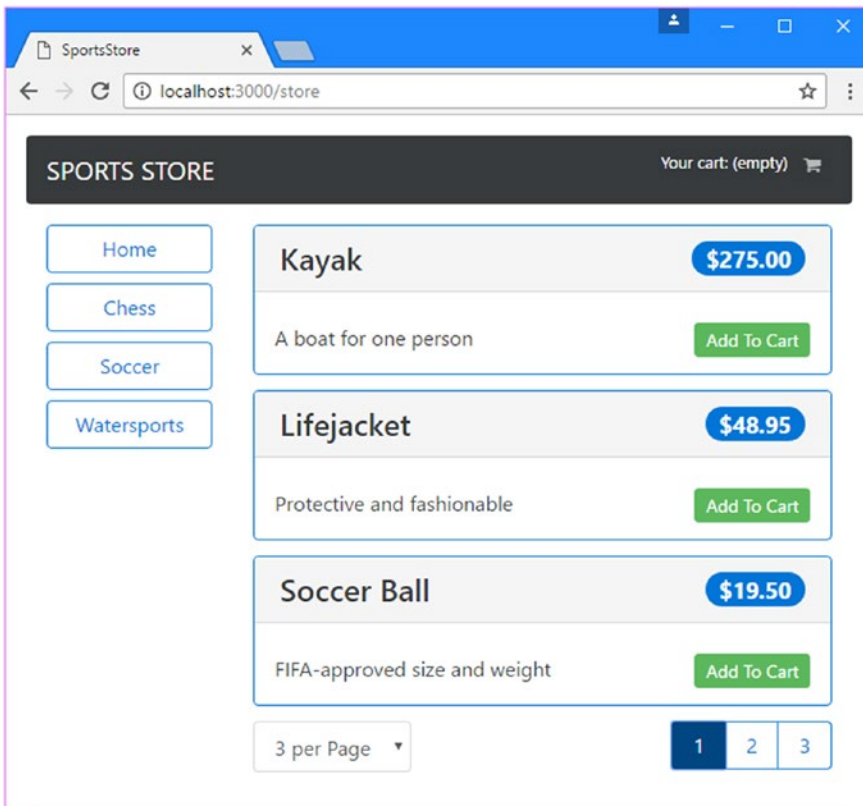 SportsStore
localhost:3000/store
SPORTS STORE
Your cart: (empty)
Home
Chess
Soccer
Watersports
Kayak
$275.00
A boat for one person
Add To Cart
Lifejacket
$48.95
Protective and fashionable
Add To Cart
Soccer Ball
$19.50
FIFA-approved size and weight
Add To Cart
3 per Page
1 2 3